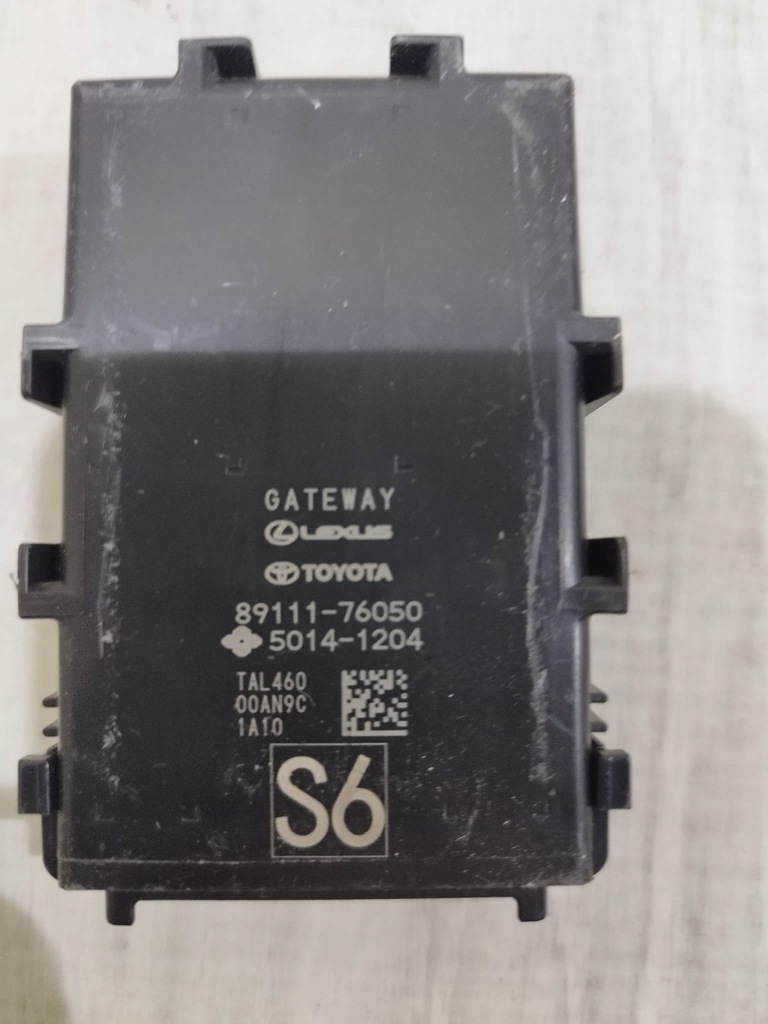 GATEWAY
LEXUS
TOYOTA
89111-76050
5014-1204
TAL460
00AN9C
1A10
S6